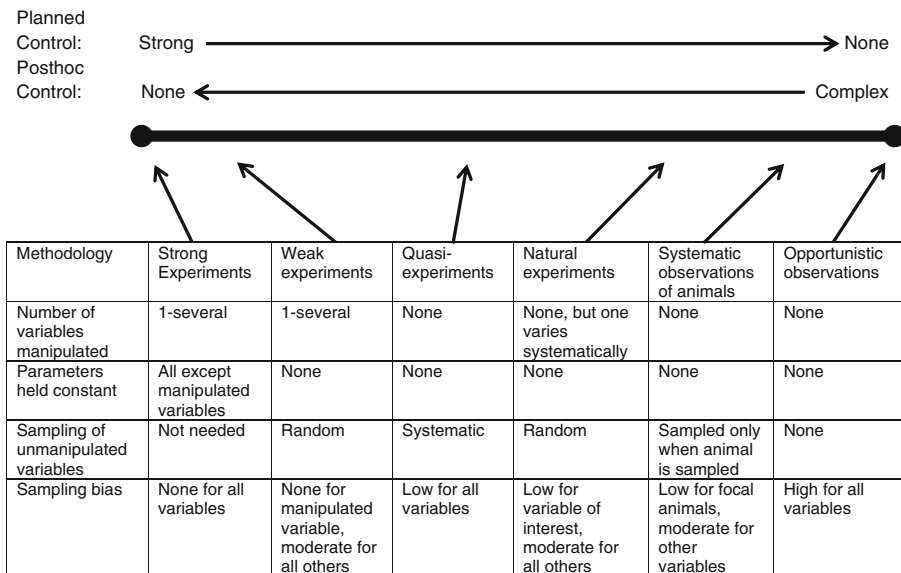 Planned
Control: Strong None
Posthoc
Control: None Complex
Methodology
Strong
Experiments
Weak
experiments
Quasi-
experiments
Natural
experiments
Systematic
observations
of animals
Opportunistic
observations
Number of
variables
manipulated
1-several
1-several
None
None, but one
varies
systematically
None
None
Parameters
held constant
All except
manipulated
variables
None
None
None
None
None
Sampling of
unmanipulated
variables
Not needed
Random
Systematic
Random
Sampled only
when animal
is sampled
None
Sampling bias
None for all
variables
None for
manipulated
variable,
moderate for
all others
Low for all
variables
Low for
variable of
interest,
moderate for
all others
Low for focal
animals,
moderate for
other
variables
High for all
variables